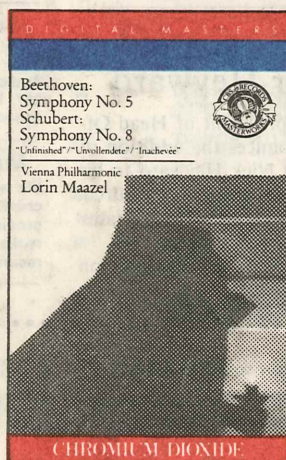 DIGITAL MASTERS
Beethoven:
Symphony No. 5
Schubert:
Symphony No. 8
"Unfinished"/"Unvollendete"/"Inachevée"
Vienna Philharmonic
Lorin Maazel
CBS RECORDS
MASTERWORKS
CHROMIUM DIOXIDE